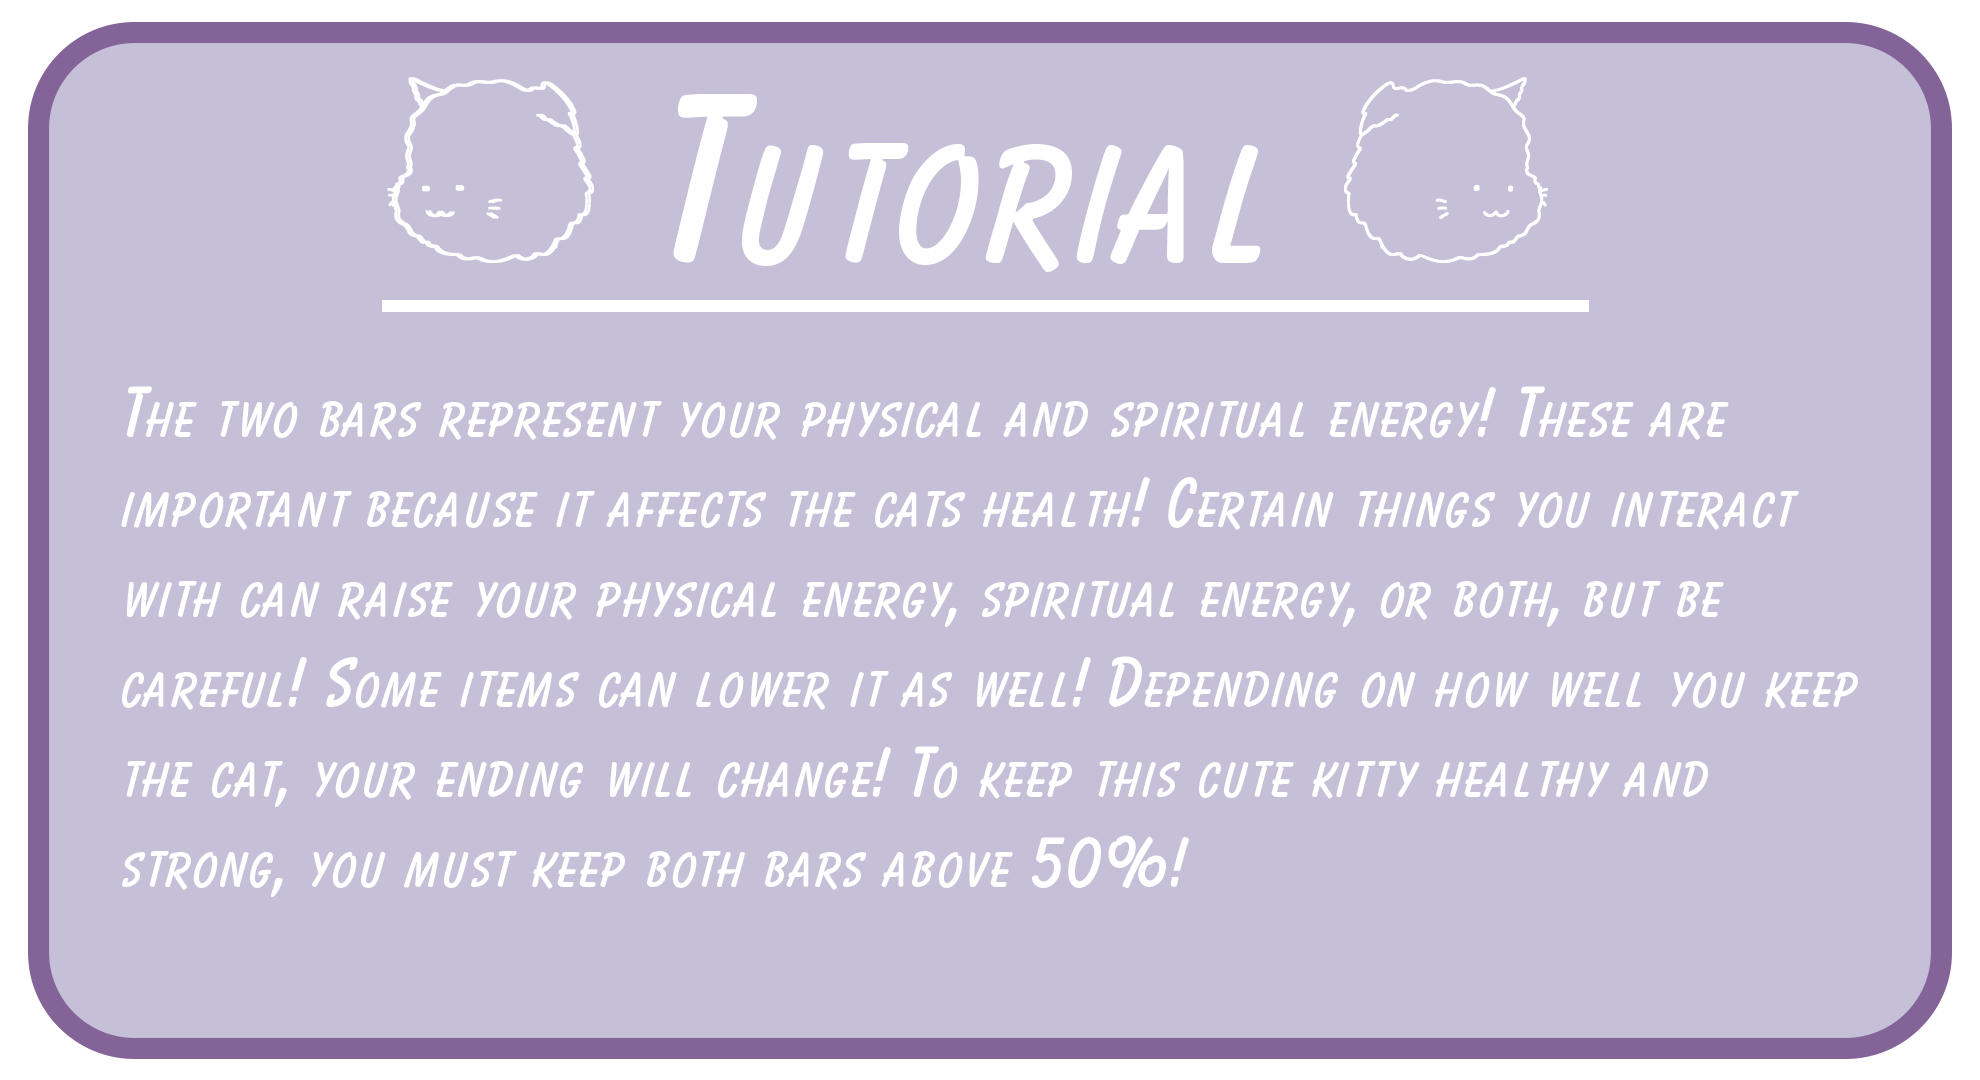 Tutorial
The two bars represent your physical and spiritual energy! These are
important because it affects the cats health! Certain things you interact
with can raise your physical energy, spiritual energy, or both, but be
careful! Some items can lower it as well! Depending on how well you keep
the cat, your ending will change! To keep this cute kitty healthy and
strong, you must keep both bars above 50%!